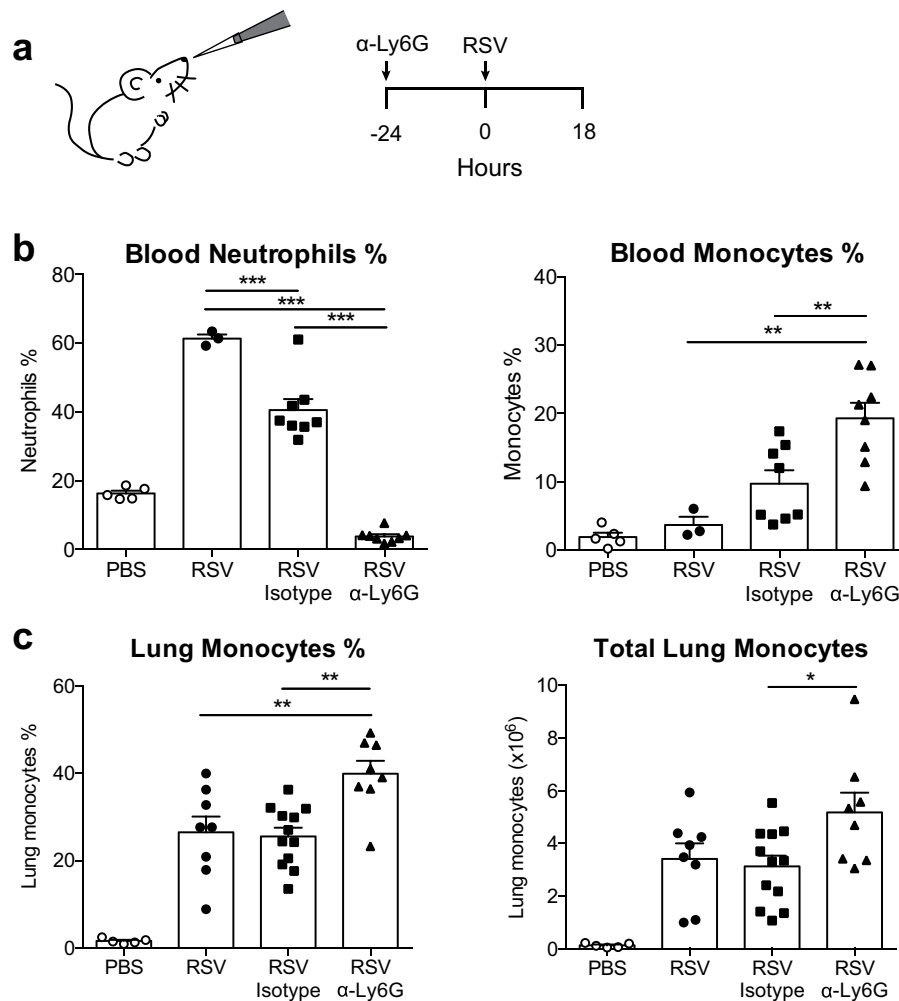 a
α-Ly6G RSV
-24 0 18
Hours
b
Blood Neutrophils %
Neutrophils %
80
60
40
20
0
***
***
***
PBS RSV RSV RSV
Isotype α-Ly6G
Blood Monocytes %
Monocytes %
40
30
20
10
0
**
**
PBS RSV RSV RSV
Isotype α-Ly6G
c
Lung Monocytes %
Lung monocytes %
60
40
20
0
**
**
PBS RSV RSV RSV
Isotype α-Ly6G
Total Lung Monocytes
Lung monocytes (x10⁶)
10
8
6
4
2
0
*
PBS RSV RSV RSV
Isotype α-Ly6G